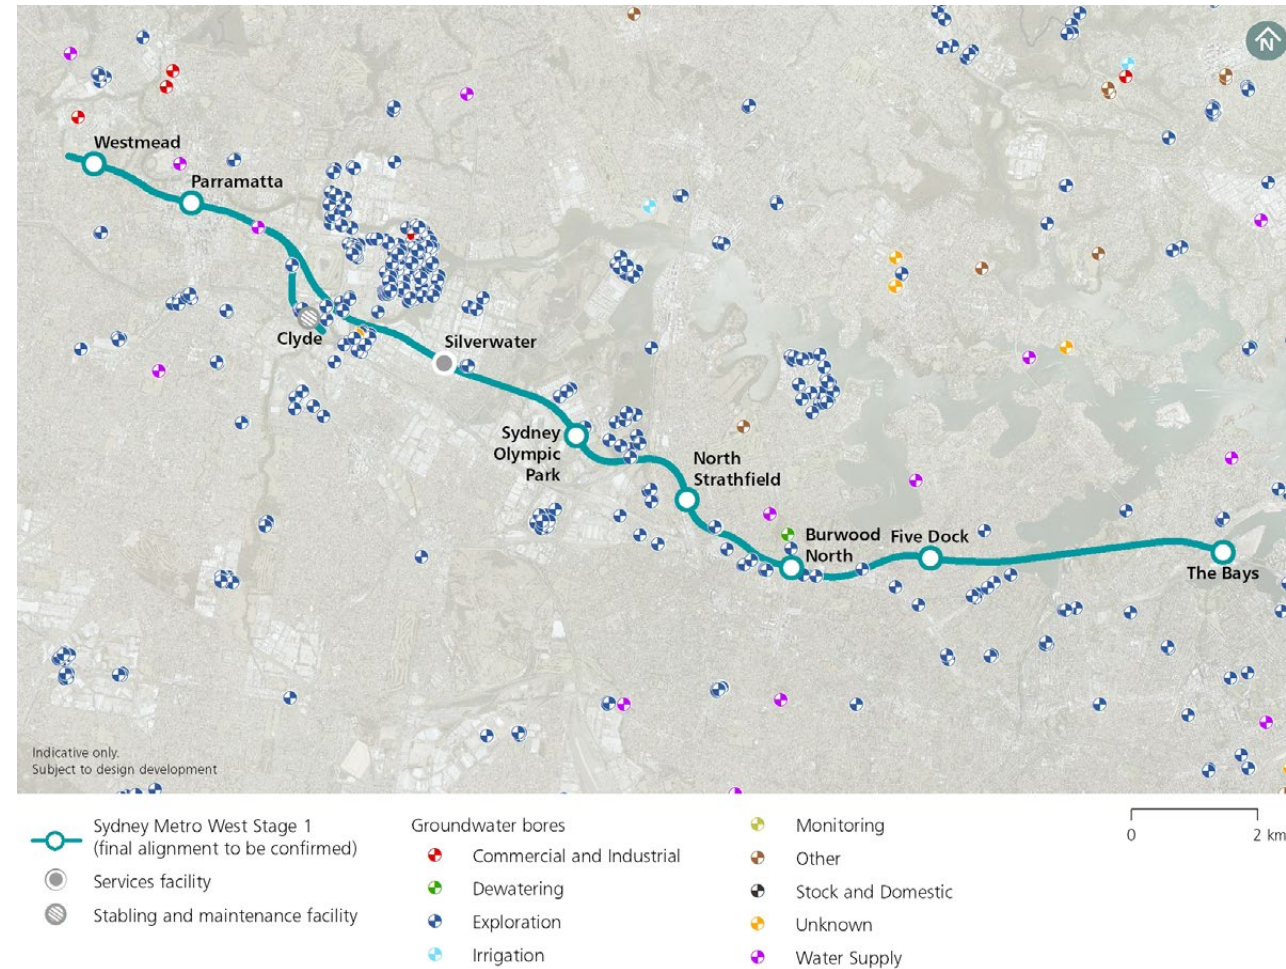 N
Westmead
Parramatta
Clyde
Silverwater
Sydney
Olympic
Park
North
Strathfield
Burwood
North
Five Dock
The Bays
Indicative only.
Subject to design development
Sydney Metro West Stage 1
(final alignment to be confirmed)
Services facility
Stabling and maintenance facility
Groundwater bores
Commercial and Industrial
Dewatering
Exploration
Irrigation
Monitoring
Other
Stock and Domestic
Unknown
Water Supply
0 2 km